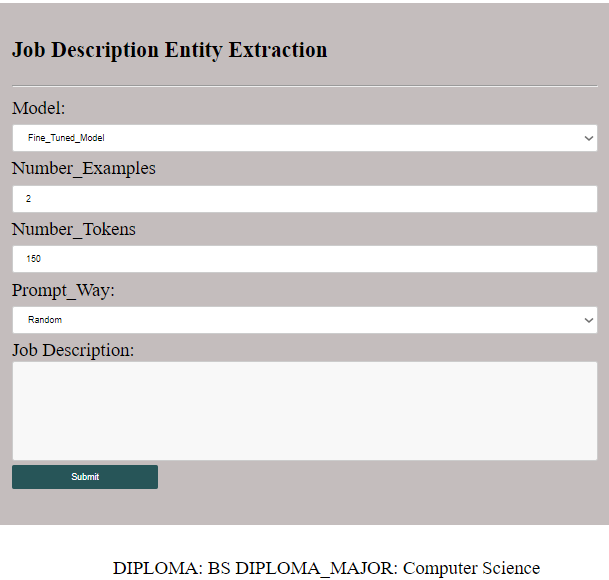 Job Description Entity Extraction
Model:
Fine_Tuned_Model
Number_Examples
2
Number_Tokens
150
Prompt_Way:
Random
Job Description:
Submit
DIPLOMA: BS DIPLOMA_MAJOR: Computer Science